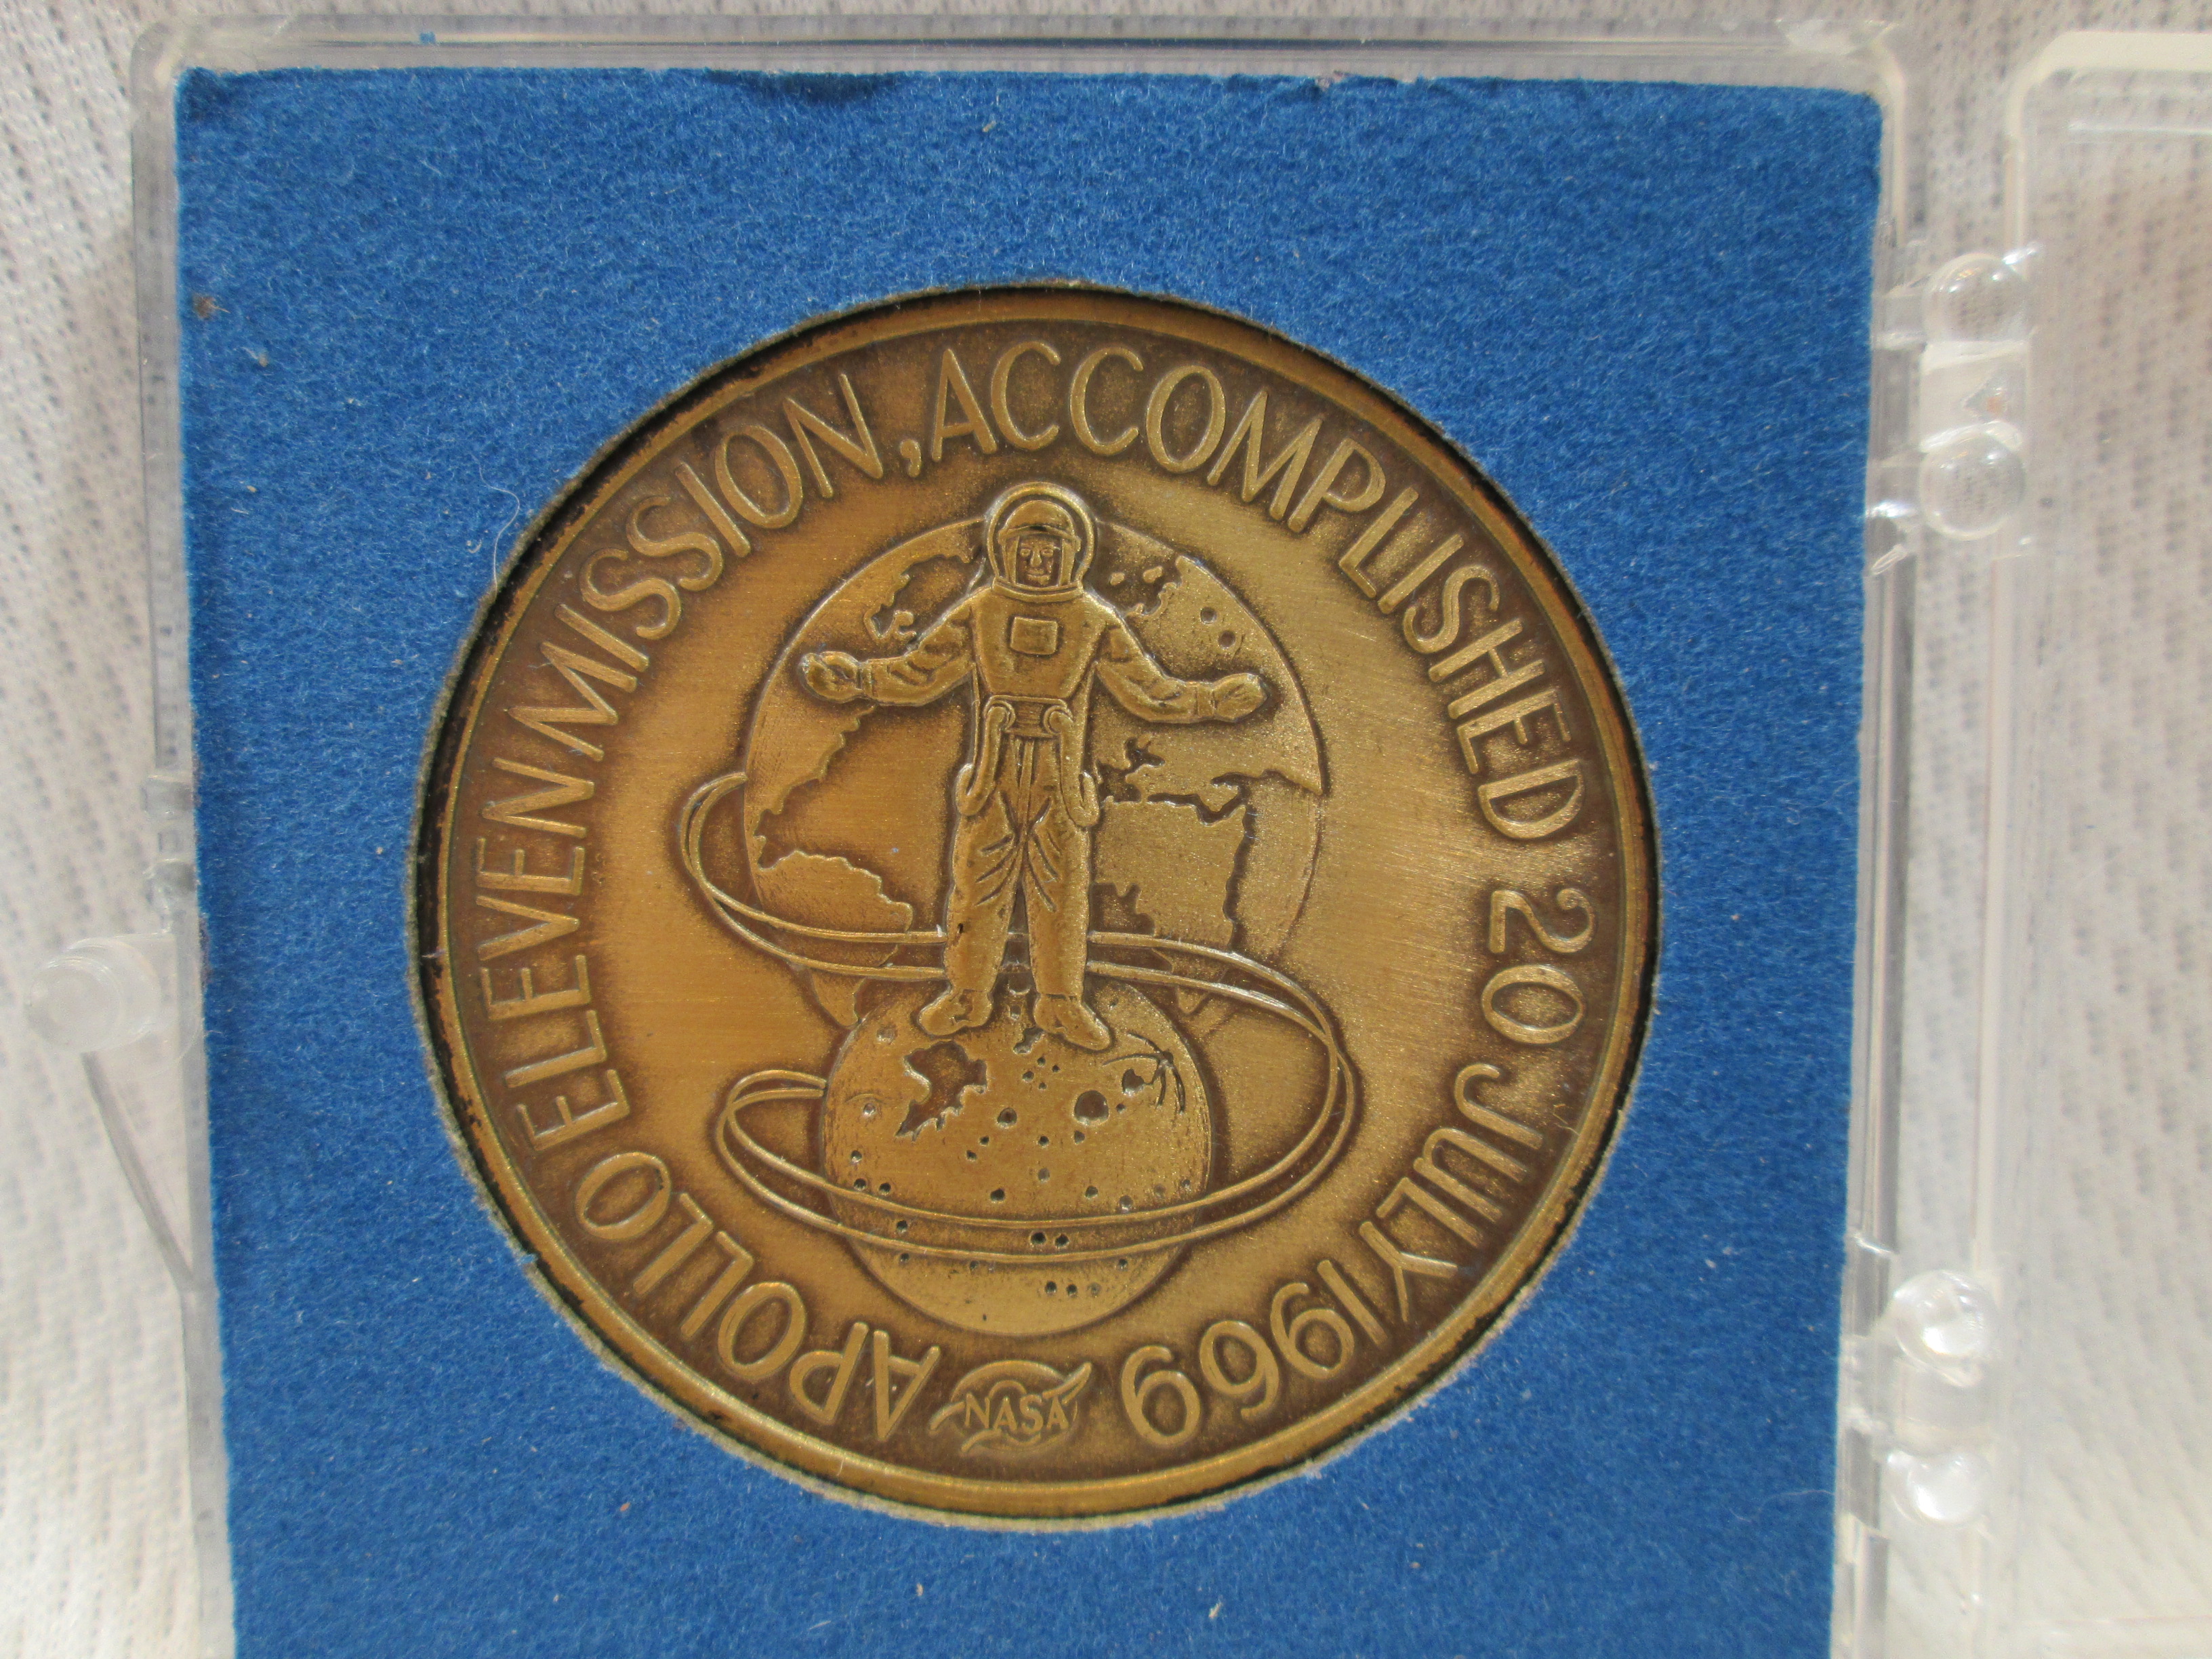 APOLLO ELEVEN MISSION, ACCOMPLISHED 20 JULY 1969
NASA